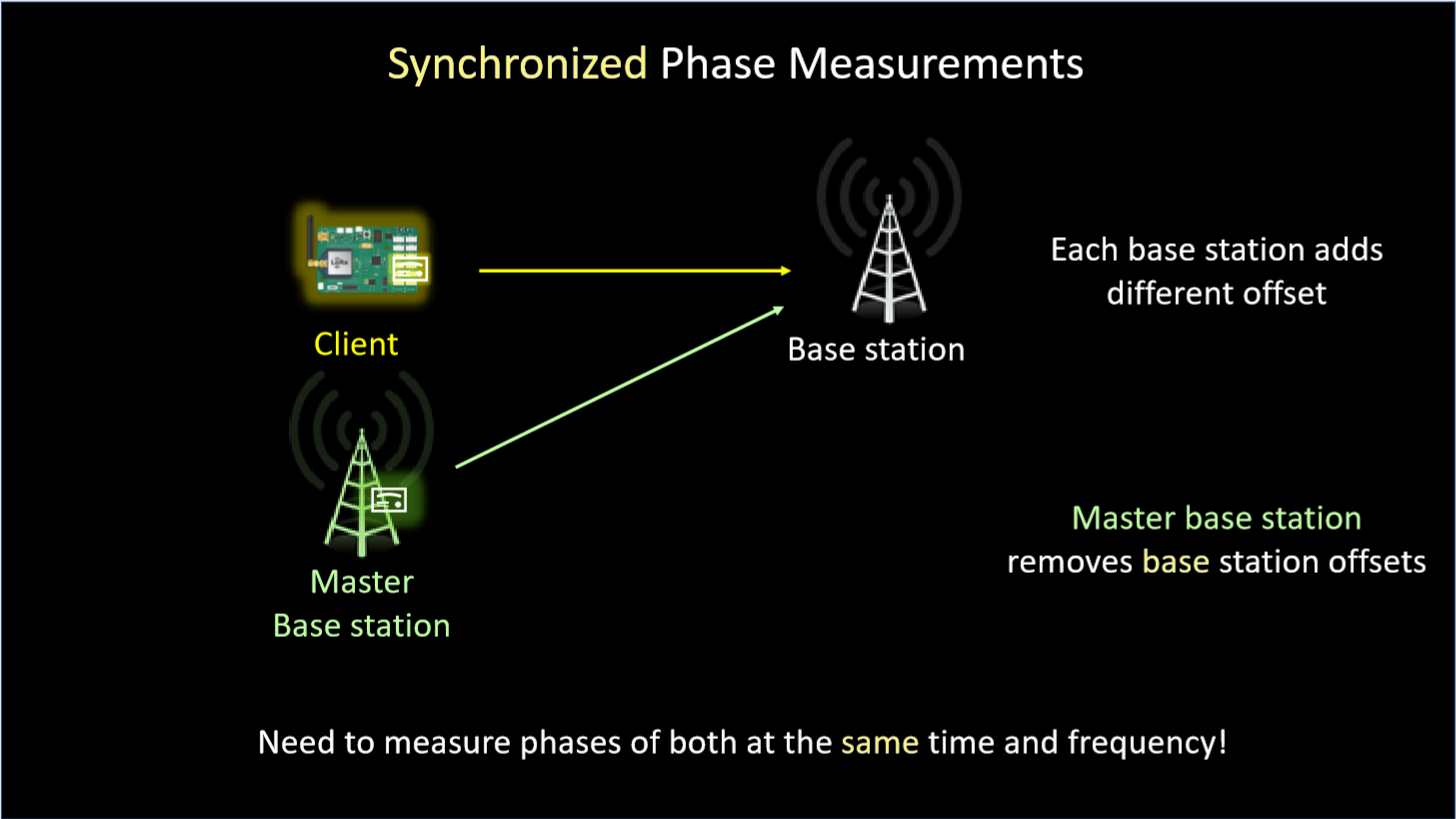 Synchronized Phase Measurements
Each base station adds
different offset
LoRa
Client
Base station
Master base station
removes base station offsets
Master
Base station
Need to measure phases of both at the same time and frequency!